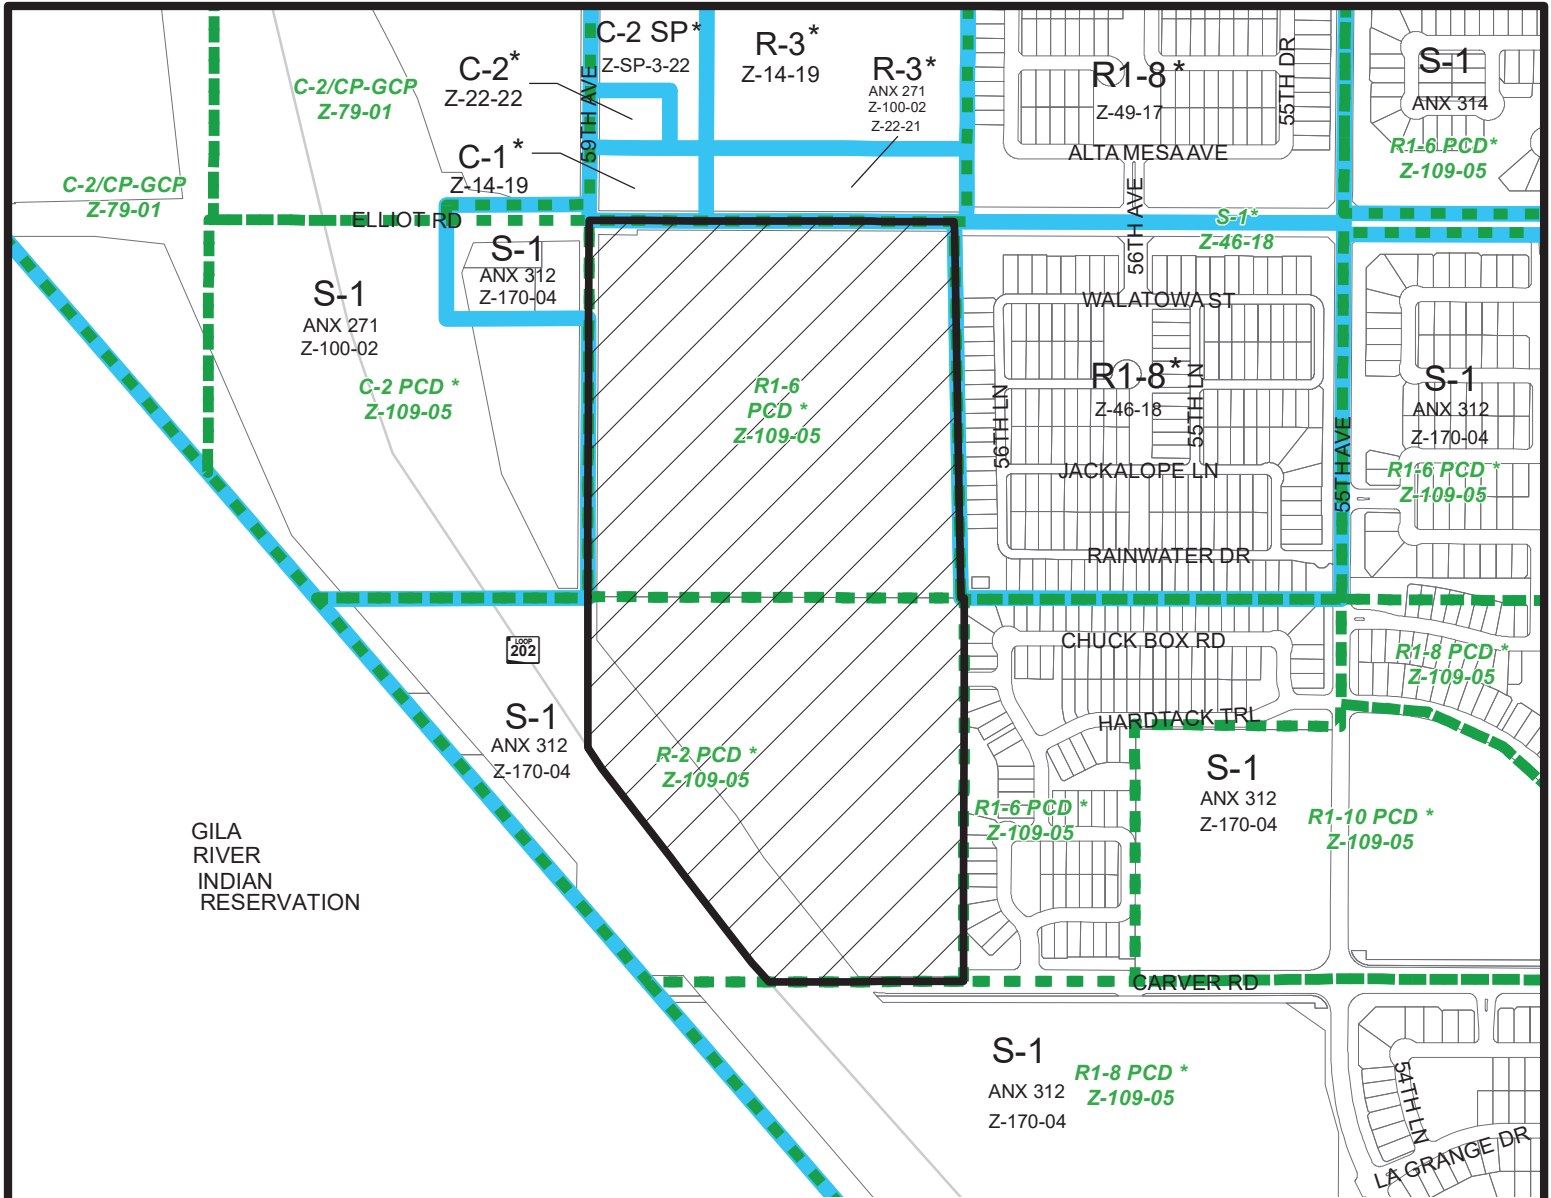 C-2 SP*
Z-SP-3-22
R-3*
Z-14-19
C-2*
Z-22-22
R-3*
ANX 271
Z-100-02
Z-22-21
R1-8*
Z-49-17
55TH DR
S-1
ANX 314
R1-6 PCD*
Z-109-05
C-2/CP-GCP
Z-79-01
59TH AVE
C-1*
Z-14-19
ALTA MESA AVE
C-2/CP-GCP
Z-79-01
ELLIOT RD
56TH AVE
S-1*
Z-46-18
S-1
ANX 312
Z-170-04
S-1
ANX 271
Z-100-02
WALATOWA ST
C-2 PCD *
Z-109-05
R1-6
PCD *
Z-109-05
R1-8*
Z-46-18
56TH LN
55TH LN
S-1
ANX 312
Z-170-04
R1-6 PCD *
Z-109-05
55TH AVE
JACKALOPE LN
RAINWATER DR
CHUCK BOX RD
LOOP
202
R1-8 PCD *
Z-109-05
S-1
ANX 312
Z-170-04
HARDTACK TRL
R-2 PCD *
Z-109-05
S-1
ANX 312
Z-170-04
R1-6 PCD *
Z-109-05
R1-10 PCD *
Z-109-05
GILA
RIVER
INDIAN
RESERVATION
CARVER RD
S-1
ANX 312
Z-170-04
R1-8 PCD *
Z-109-05
54TH LN
LA GRANGE DR